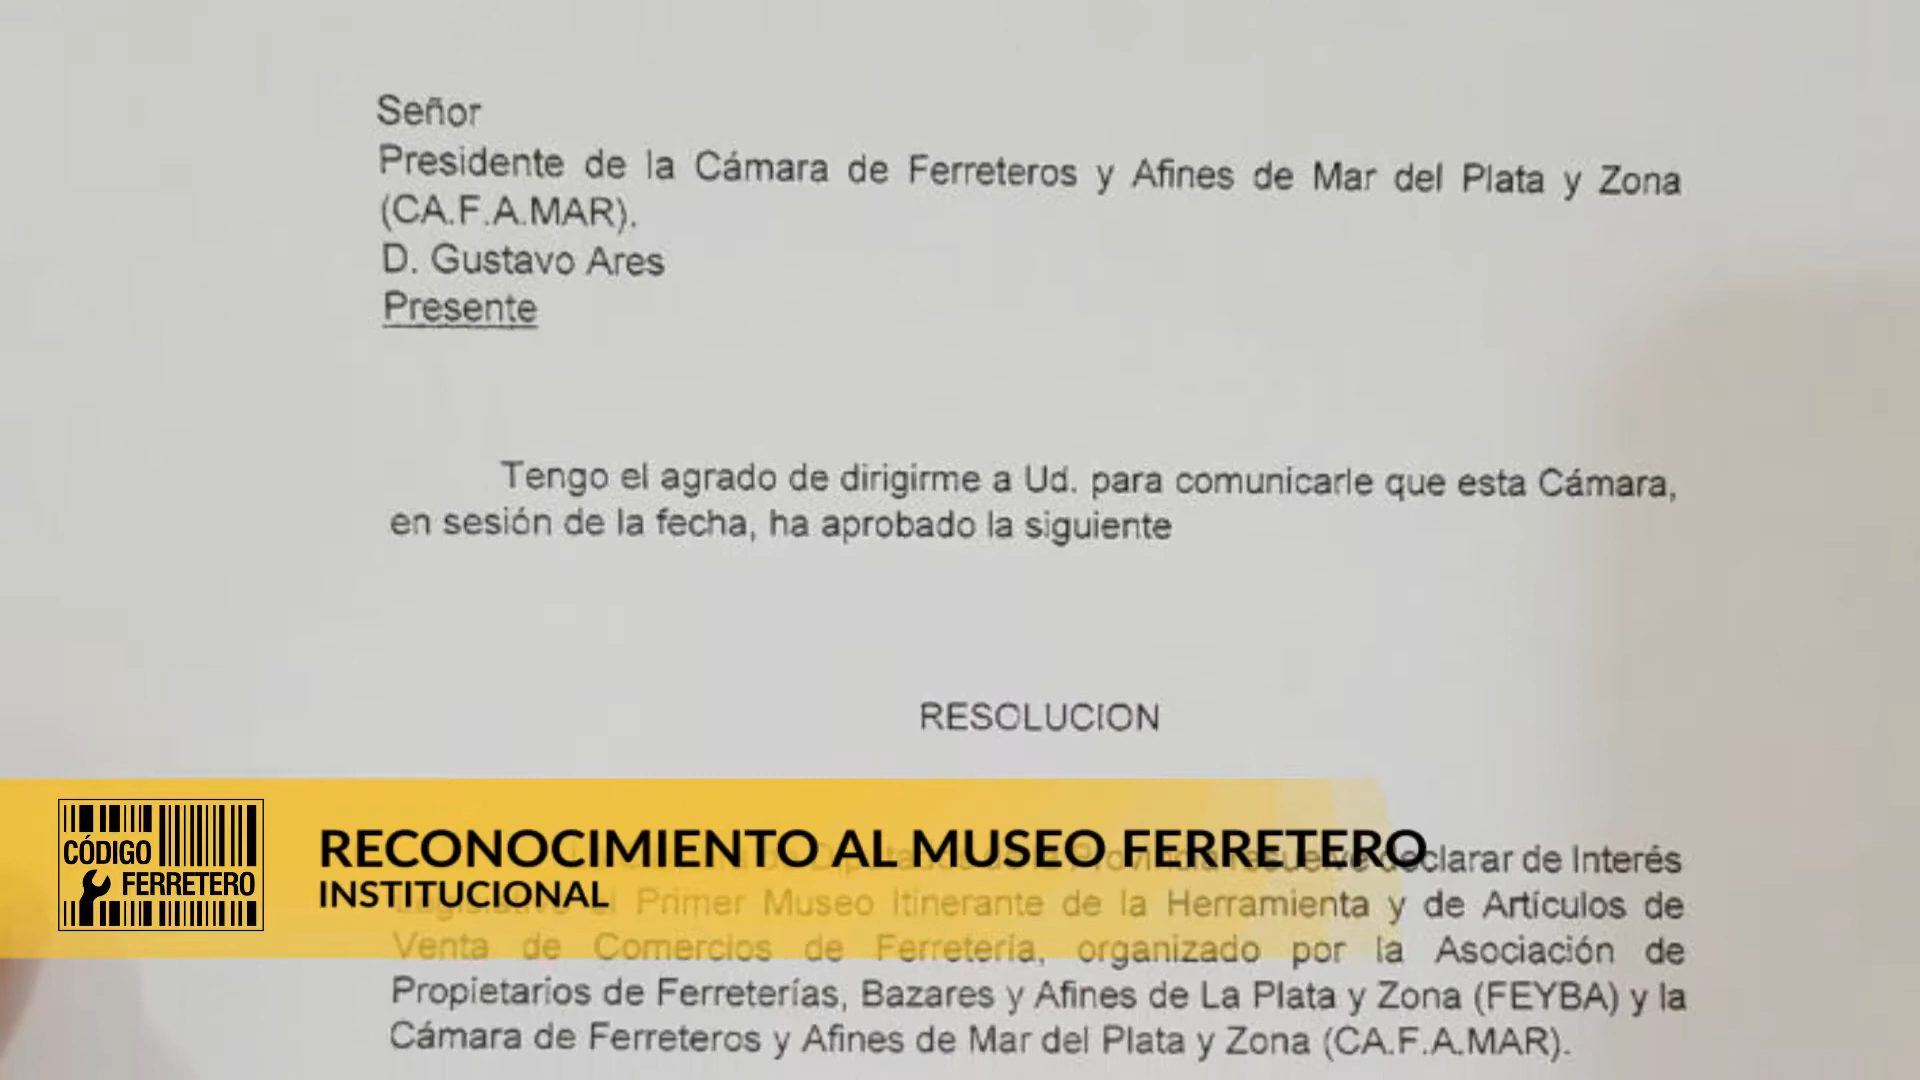 Señor
Presidente de la Cámara de Ferreteros y Afines de Mar del Plata y Zona
(CA.F.A.MAR).
D. Gustavo Ares
Presente
Tengo el agrado de dirigirme a Ud. para comunicarle que esta Cámara,
en sesión de la fecha, ha aprobado la siguiente
RESOLUCION
CÓDIGO
FERRETERO
RECONOCIMIENTO AL MUSEO FERRETERO
INSTITUCIONAL
declarar de Interés
el Primer Museo Itinerante de la Herramienta y de Artículos de
Venta de Comercios de Ferretería, organizado por la Asociación de
Propietarios de Ferreterías, Bazares y Afines de La Plata y Zona (FEYBA) y la
Cámara de Ferreteros y Afines de Mar del Plata y Zona (CA.F.A.MAR).